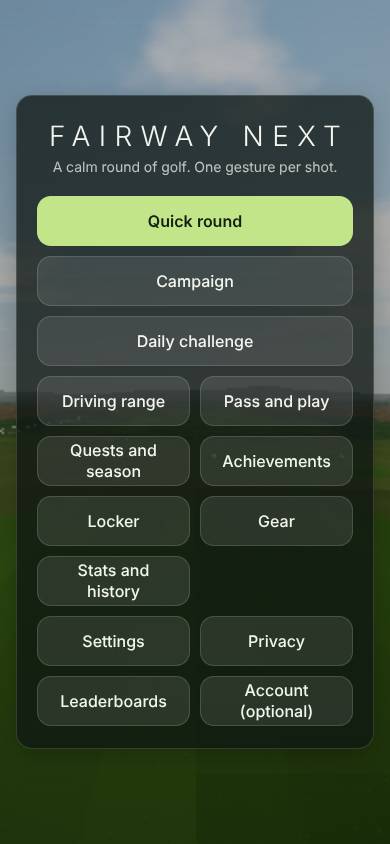 FAIRWAY NEXT
A calm round of golf. One gesture per shot.
Quick round
Campaign
Daily challenge
Driving range
Pass and play
Quests and
season
Achievements
Locker
Gear
Stats and
history
Settings
Privacy
Leaderboards
Account
(optional)